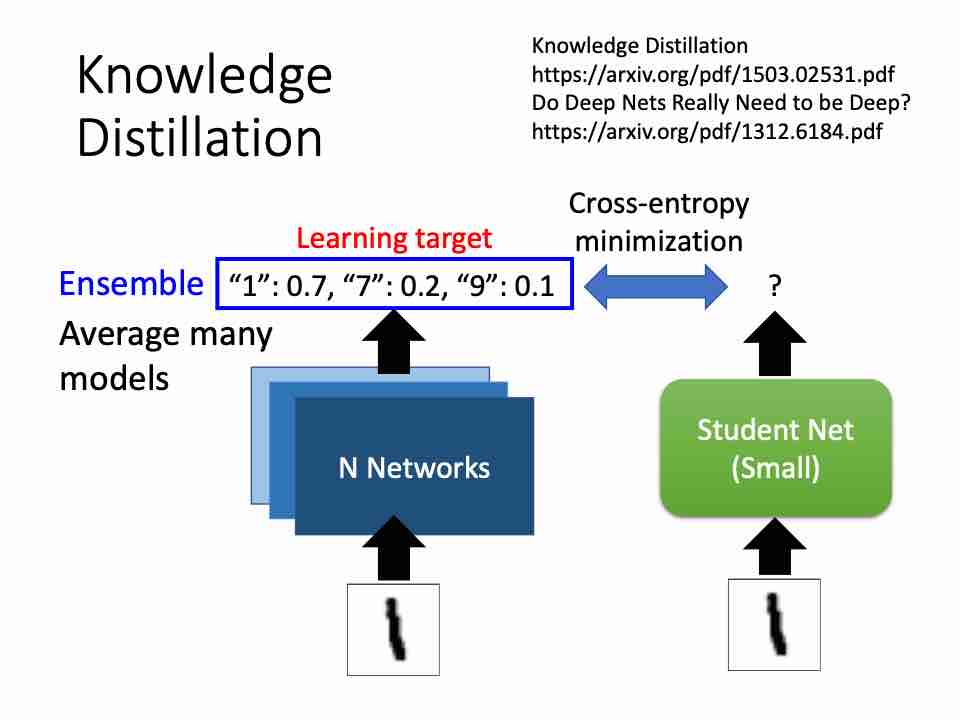 Knowledge
Distillation
Knowledge Distillation
https://arxiv.org/pdf/1503.02531.pdf
Do Deep Nets Really Need to be Deep?
https://arxiv.org/pdf/1312.6184.pdf
Cross-entropy
minimization
Learning target
Ensemble
“1”: 0.7, “7”: 0.2, “9”: 0.1
?
Average many
models
N Networks
Student Net
(Small)